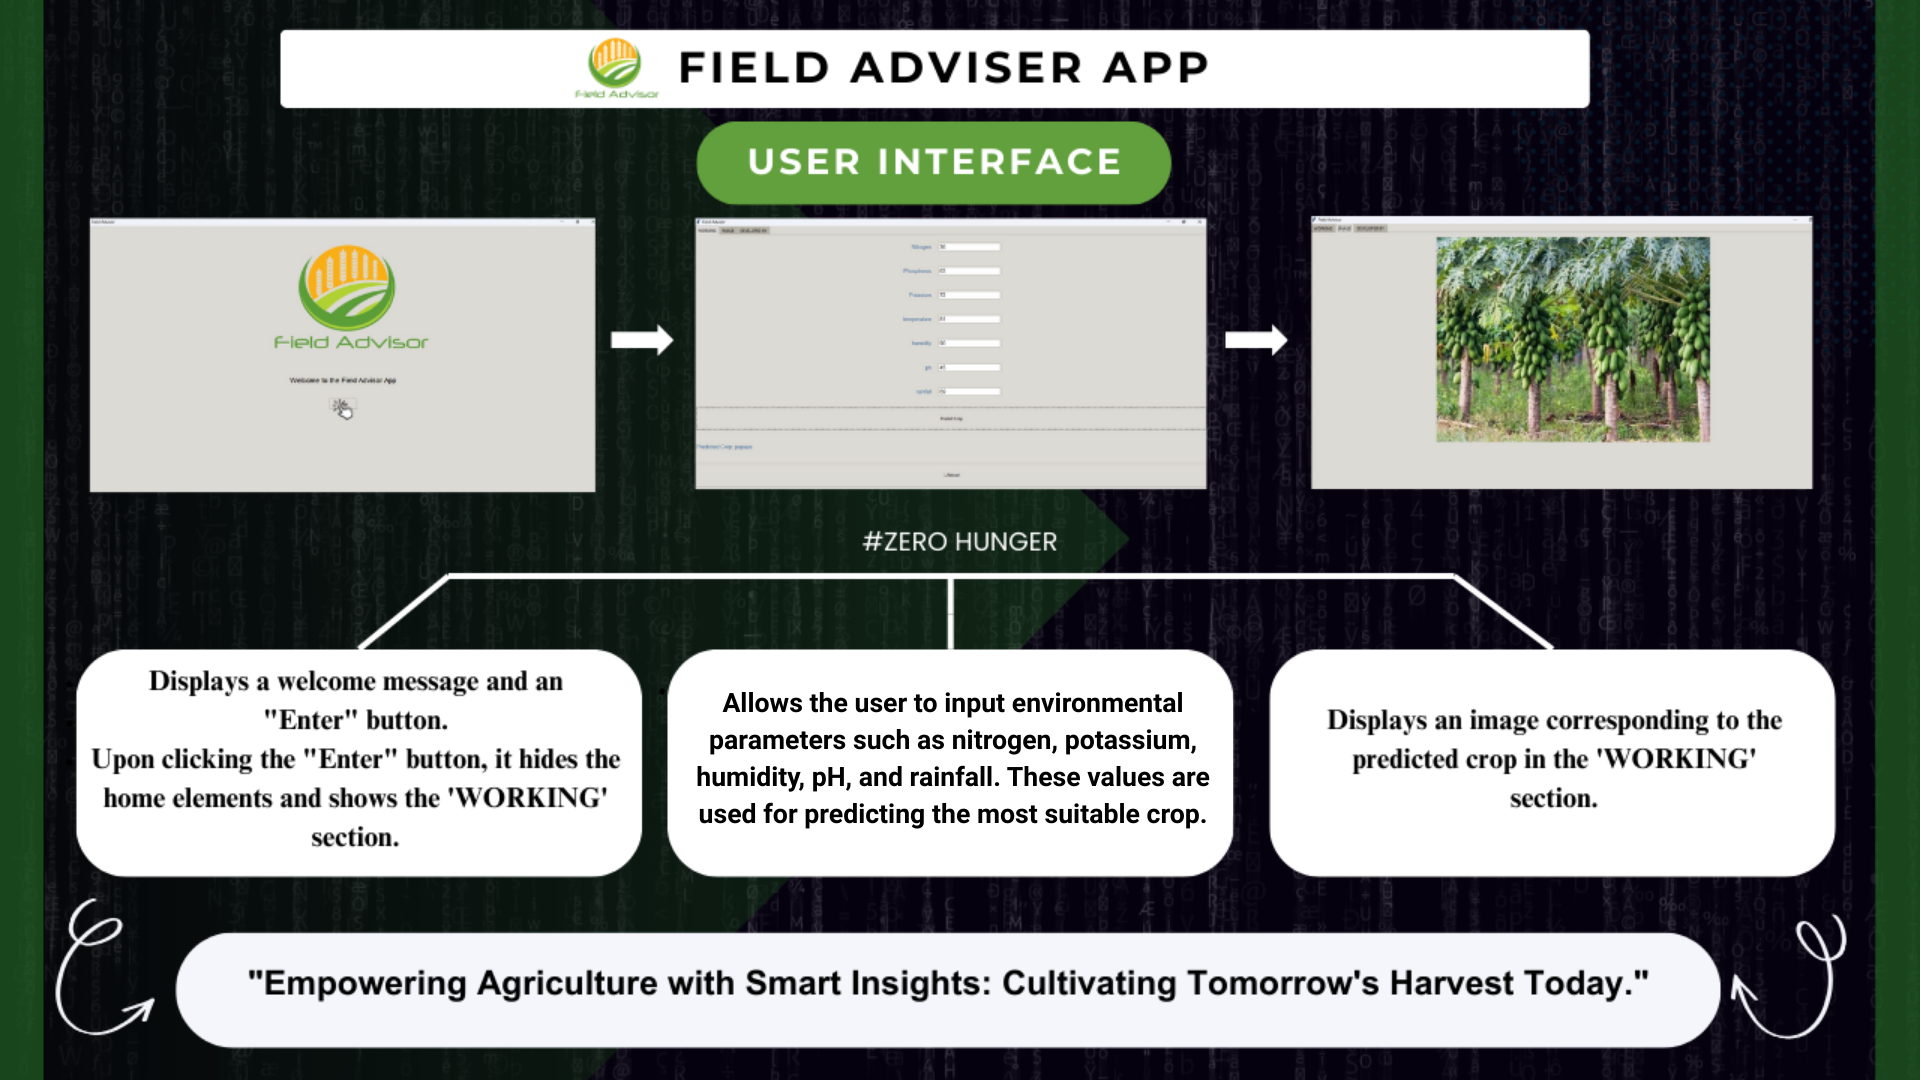 Field Advisor
FIELD ADVISER APP
USER INTERFACE
Field Advisor
Welcome to the Field Advisor App
Nitrogen
Phosphorus
temperature
humidity
ph
rainfall
Predict Crop
Predicted Crop: papaya
#ZERO HUNGER
Displays a welcome message and an
"Enter" button.
Upon clicking the "Enter" button, it hides the
home elements and shows the 'WORKING'
section.
Allows the user to input environmental
parameters such as nitrogen, potassium,
humidity, pH, and rainfall. These values are
used for predicting the most suitable crop.
Displays an image corresponding to the
predicted crop in the 'WORKING'
section.
"Empowering Agriculture with Smart Insights: Cultivating Tomorrow's Harvest Today."